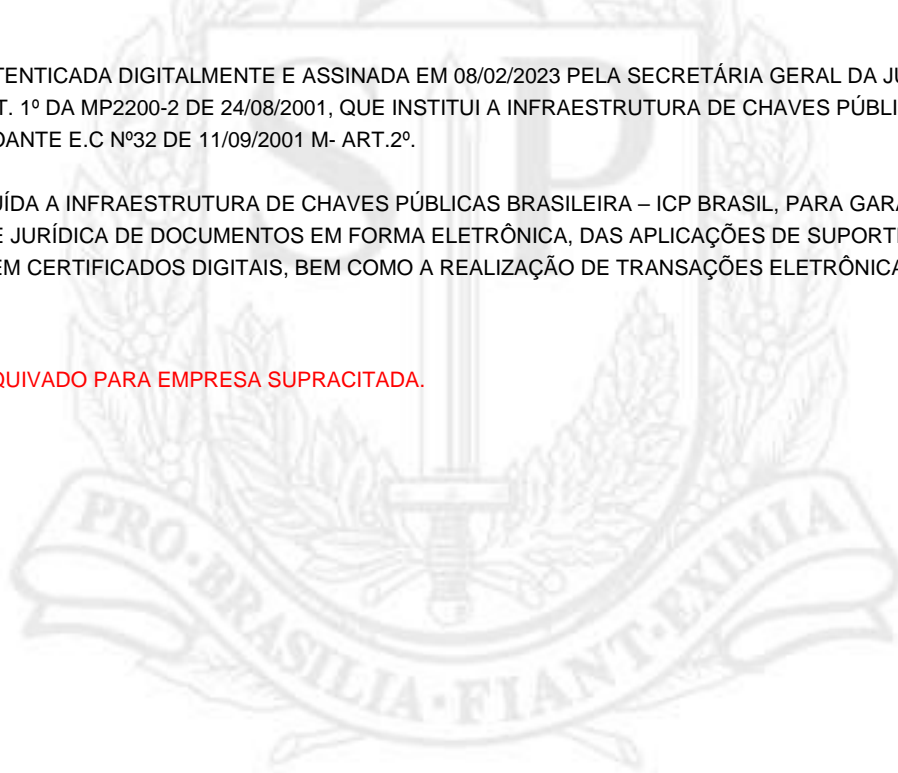 TENTICADA DIGITALMENTE E ASSINADA EM 08/02/2023 PELA SECRETÁRIA GERAL DA JU
T. 1º DA MP2200-2 DE 24/08/2001, QUE INSTITUI A INFRAESTRUTURA DE CHAVES PÚBLI
DANTE E.C Nº32 DE 11/09/2001 M- ART.2º.
ÍDA A INFRAESTRUTURA DE CHAVES PÚBLICAS BRASILEIRA – ICP BRASIL, PARA GARA
E JURÍDICA DE DOCUMENTOS EM FORMA ELETRÔNICA, DAS APLICAÇÕES DE SUPORTE
EM CERTIFICADOS DIGITAIS, BEM COMO A REALIZAÇÃO DE TRANSAÇÕES ELETRÔNICA
QUIVADO PARA EMPRESA SUPRACITADA.
SP
PRO·BRASILIA·FIANT·EXIMIA